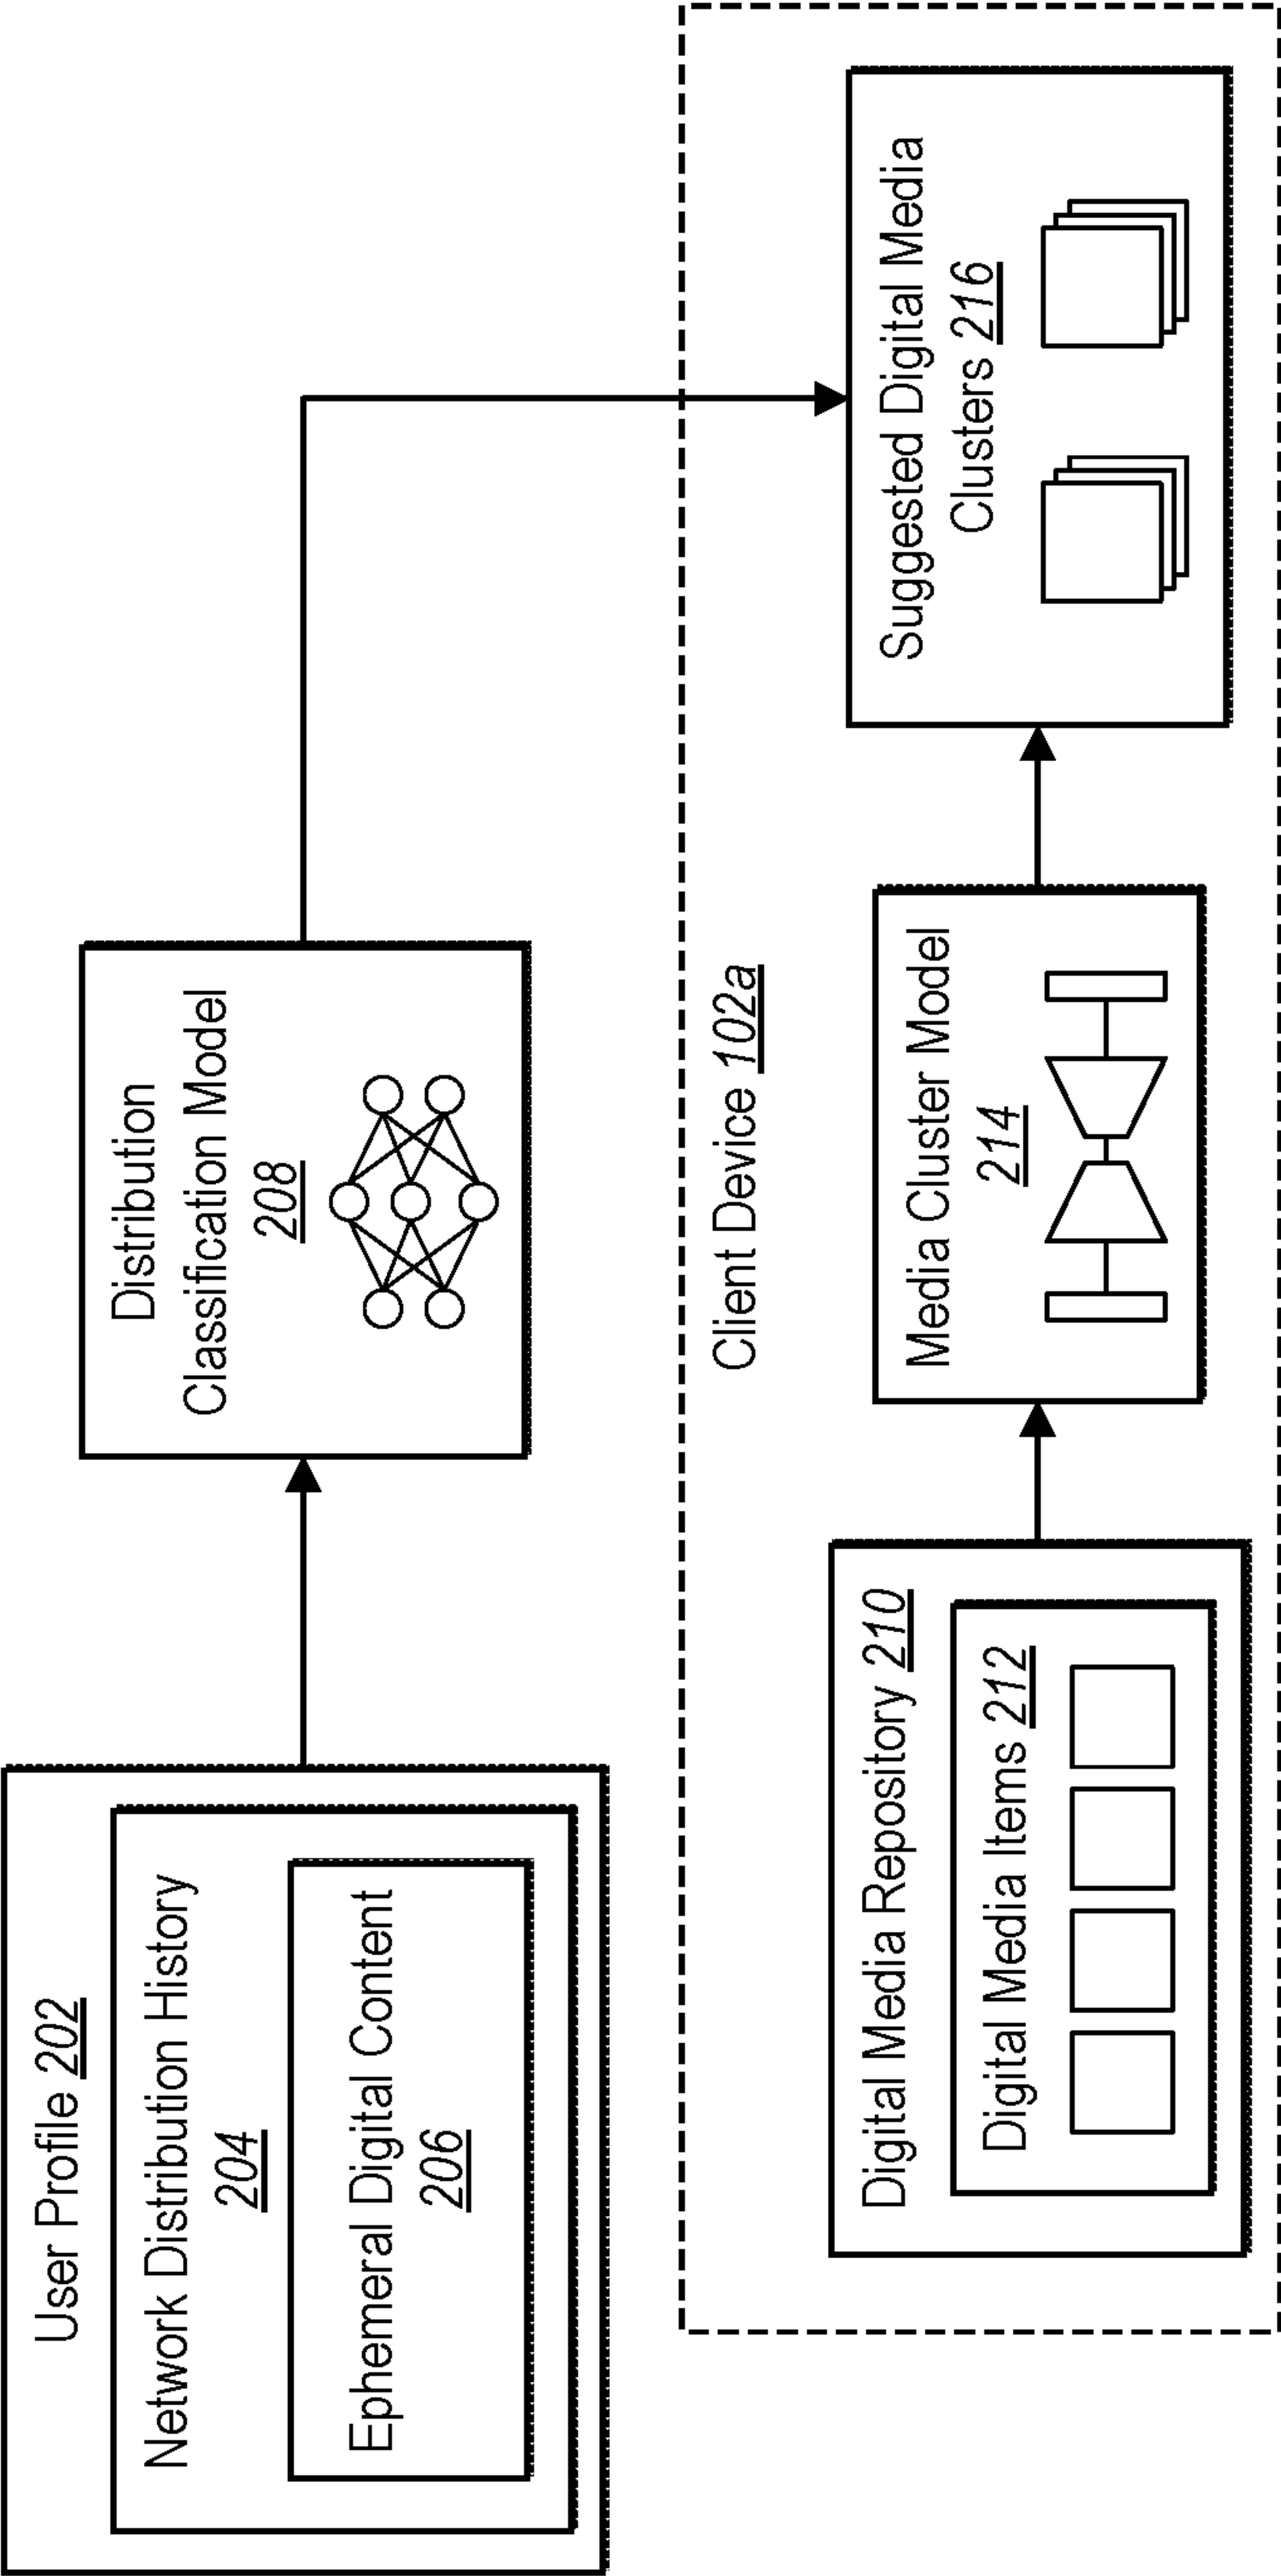 User Profile 202
Network Distribution History
204
Ephemeral Digital Content
206
Distribution
Classification Model
208
Client Device 102a
Digital Media Repository 210
Digital Media Items 212
Media Cluster Model
214
Suggested Digital Media
Clusters 216